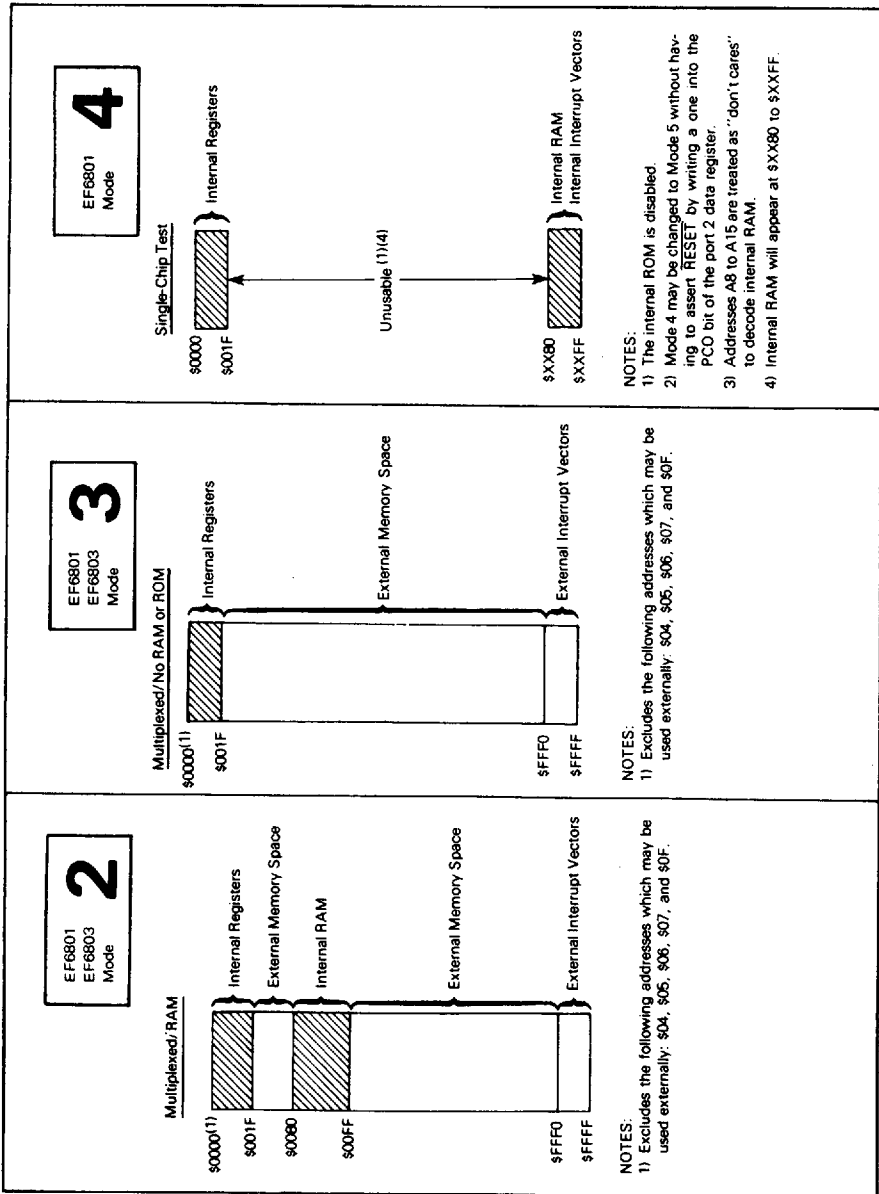 EF6801
EF6803
Mode
2
Multiplexed/RAM
$0000(1)
$001F
$0080
$00FF
$FFF0
$FFFF
Internal Registers
External Memory Space
Internal RAM
External Memory Space
External Interrupt Vectors
NOTES:
1) Excludes the following addresses which may be
used externally: $04, $05, $06, $07, and $0F.
EF6801
EF6803
Mode
3
Multiplexed/No RAM or ROM
$0000(1)
$001F
$FFF0
$FFFF
Internal Registers
External Memory Space
External Interrupt Vectors
NOTES:
1) Excludes the following addresses which may be
used externally: $04, $05, $06, $07, and $0F.
EF6801
Mode
4
Single-Chip Test
$0000
$001F
$XX80
$XXFF
Internal Registers
Unusable (1)(4)
Internal RAM
Internal Interrupt Vectors
NOTES:
1) The internal ROM is disabled.
2) Mode 4 may be changed to Mode 5 without hav-
ing to assert RESET by writing a one into the
PCO bit of the port 2 data register.
3) Addresses A8 to A15 are treated as "don't cares"
to decode internal RAM.
4) Internal RAM will appear at $XX80 to $XXFF.